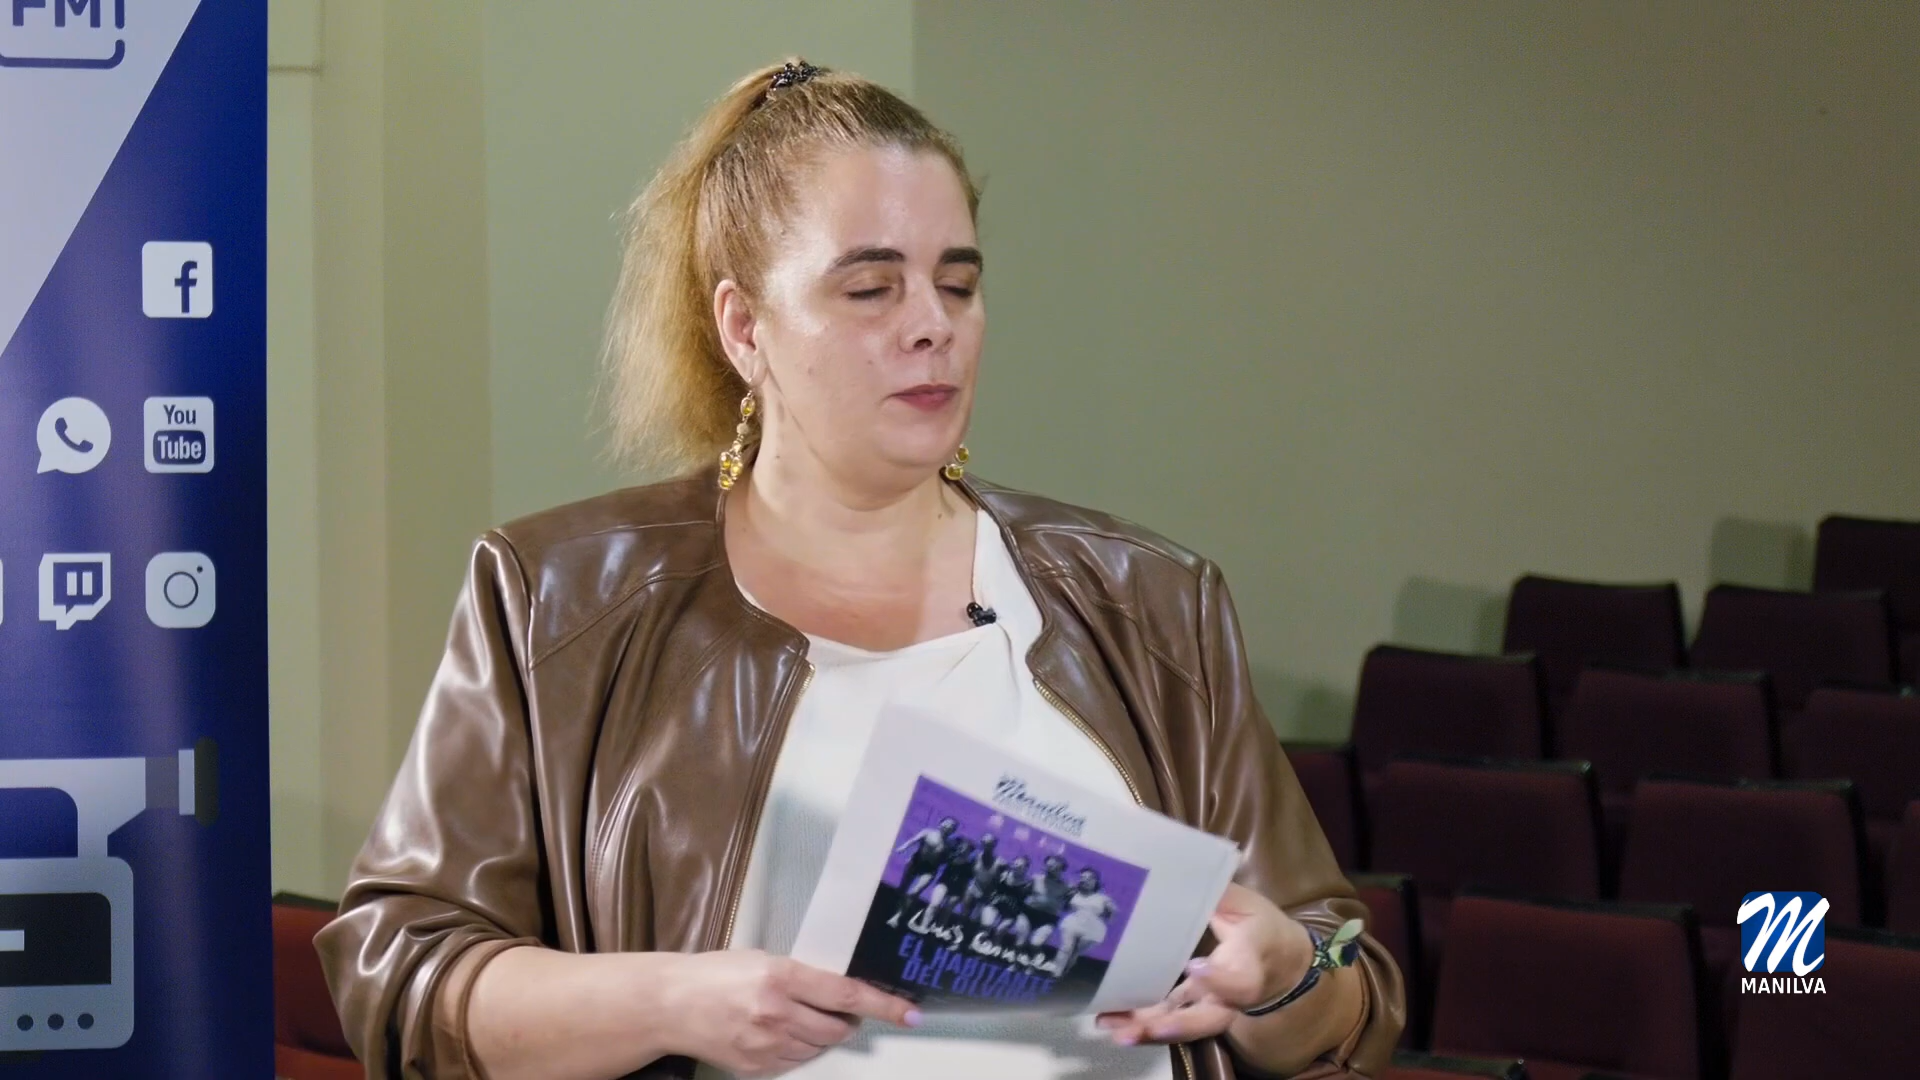 FM
f
You
Tube
Manilva
Luis Cernuda
EL HABITANTE
DEL OLVIDO
M
MANILVA